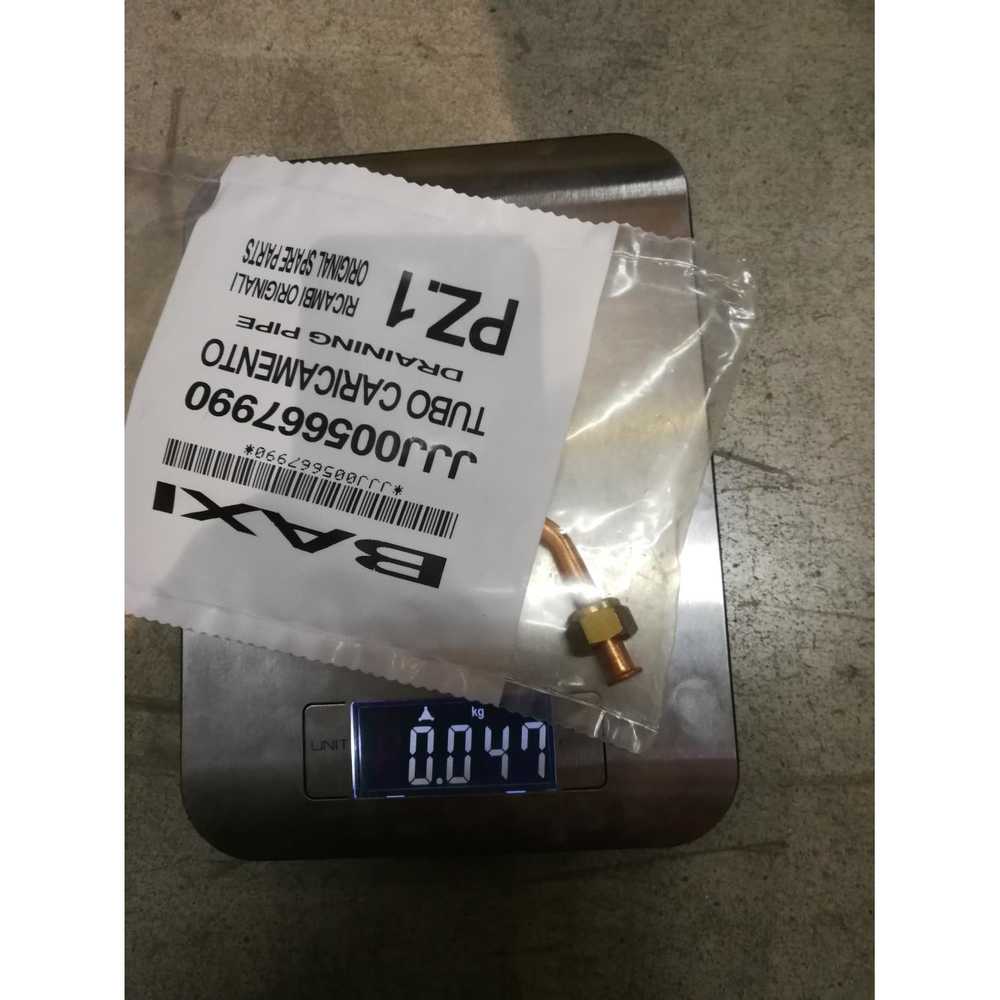 BAXI
*JJJ005667990*
JJJ005667990
TUBO CARICAMENTO
DRAINING PIPE
RICAMBI ORIGINALI
ORIGINAL SPARE PARTS
PZ.1
kg
UNIT
0.047